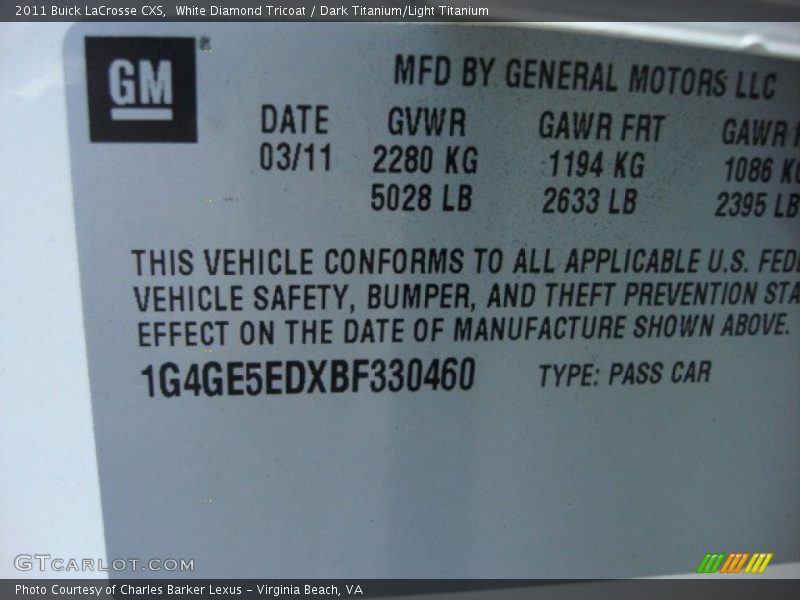 2011 Buick LaCrosse CXS,  White Diamond Tricoat / Dark Titanium/Light Titanium
GM
MFD BY GENERAL MOTORS LLC
DATE GVWR GAWR FRT GAWR
03/11 2280 KG 1194 KG 1086 KG
5028 LB 2633 LB 2395 LB
THIS VEHICLE CONFORMS TO ALL APPLICABLE U.S.
VEHICLE SAFETY, BUMPER, AND THEFT PREVENTION
EFFECT ON THE DATE OF MANUFACTURE SHOWN ABOVE.
1G4GE5EDXBF330460 TYPE: PASS CAR
GTCARLOT.COM
Photo Courtesy of Charles Barker Lexus - Virginia Beach, VA